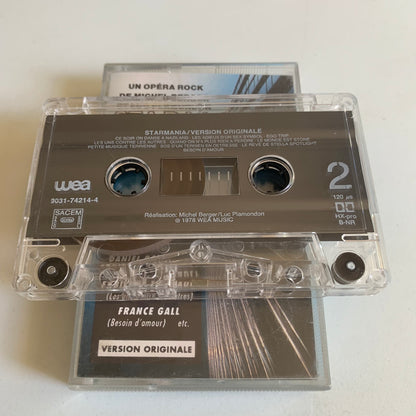 UN OPÉRA ROCK
STARMANIA/VERSION ORIGINALE
CE SOIR ON DANSE A NAZILAND - LES ADIEUX D'UN SEX SYMBOL - EGO TRIP
LES UNS CONTRE LES AUTRES - QUAND ON N'A PLUS RIEN A PERDRE - LE MONDE EST STONE
PETITE MUSIQUE TERRIENNE - SOS D'UN TERRIEN EN DETRESSE - LE REVE DE STELLA SPOTLIGHT
BESOIN D'AMOUR
wea
9031-74214-4
SACEM
2
120 µs
HX-pro
B-NR
Réalisation: Michel Berger/Luc Plamondon
℗ 1978 WEA MUSIC
FRANCE GALL
(Besoin d'amour) etc.
VERSION ORIGINALE